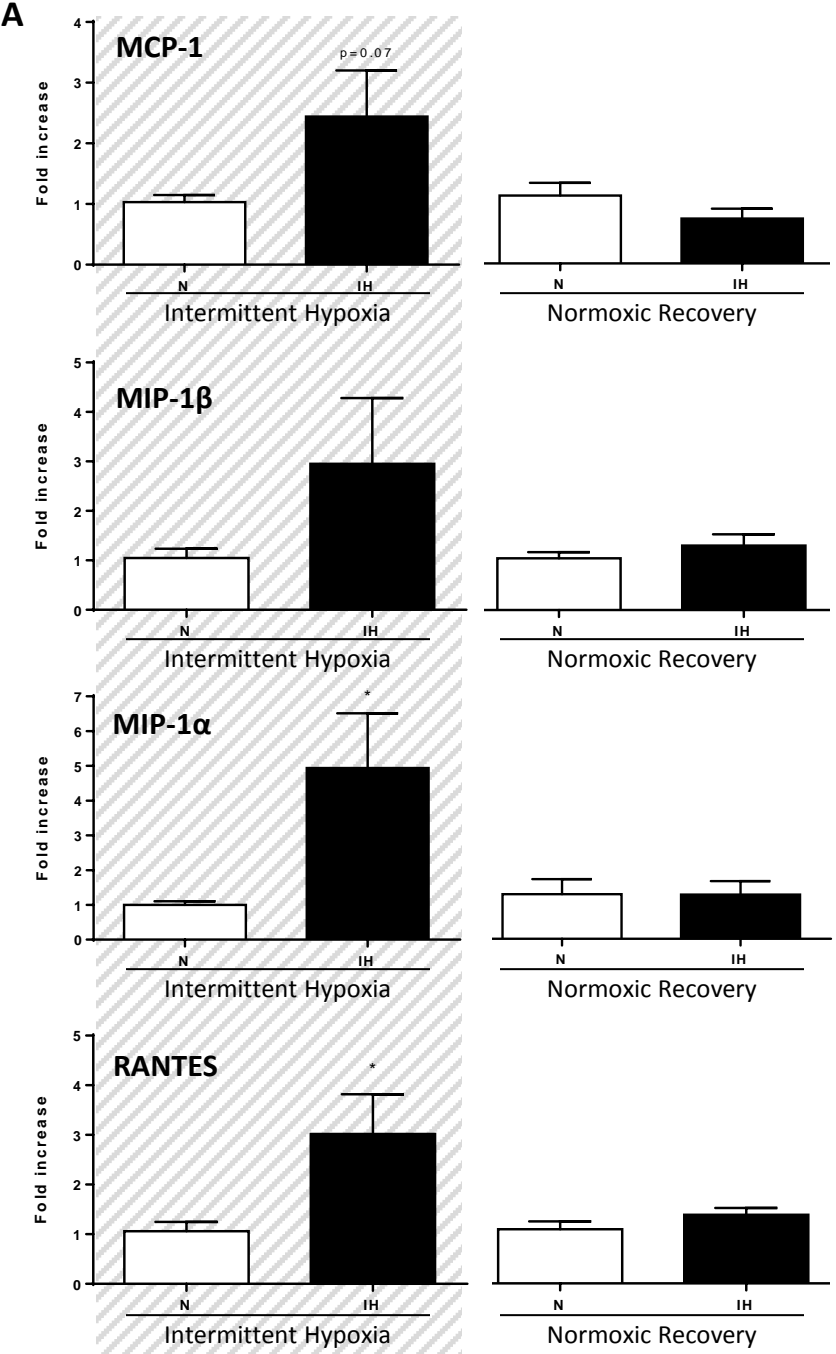 A
MCP-1
p=0.07
Fold increase
4
3
2
1
0
N IH N IH
Intermittent Hypoxia Normoxic Recovery
MIP-1β
Fold increase
5
4
3
2
1
0
N IH N IH
Intermittent Hypoxia Normoxic Recovery
MIP-1α
*
Fold increase
7
6
5
4
3
2
1
0
N IH N IH
Intermittent Hypoxia Normoxic Recovery
RANTES
*
Fold increase
5
4
3
2
1
0
N IH N IH
Intermittent Hypoxia Normoxic Recovery